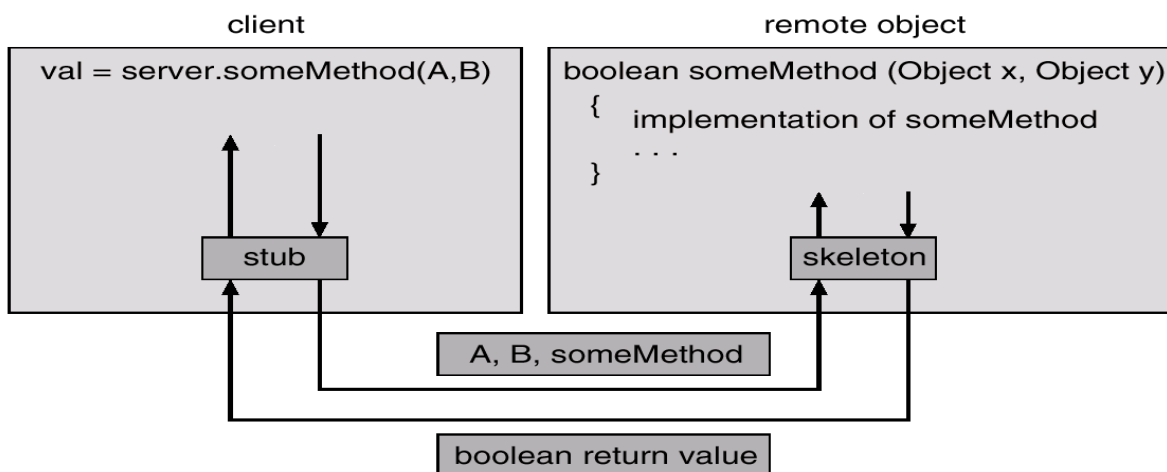 client
remote object
val = server.someMethod(A,B)
boolean someMethod (Object x, Object y)
{
implementation of someMethod
. . .
}
stub
skeleton
A, B, someMethod
boolean return value